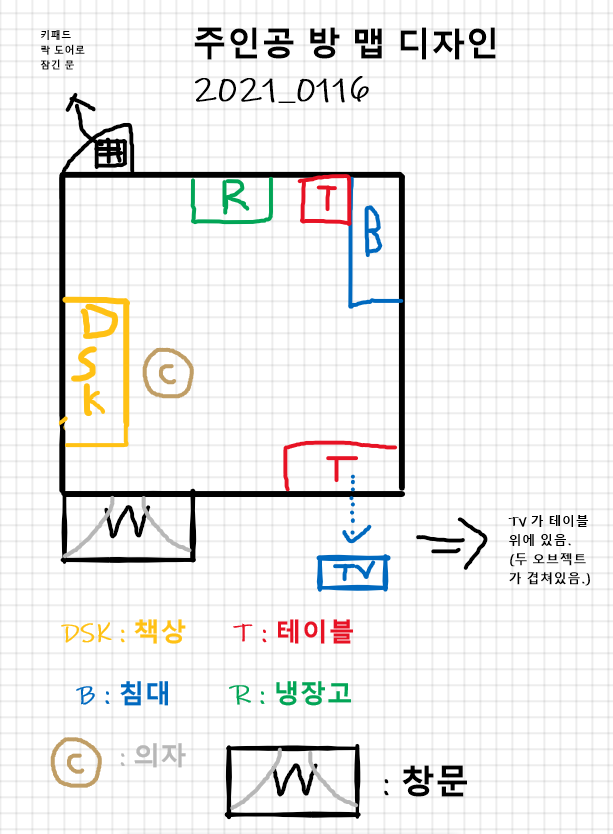 키패드
락 도어로
잠긴 문
주인공 방 맵 디자인
2021_0116
R
T
B
DSK
C
T
W
TV
TV가 테이블
위에 있음.
(두 오브젝트
가 겹쳐있음.)
DSK : 책상
T : 테이블
B : 침대
R : 냉장고
C : 의자
W : 창문